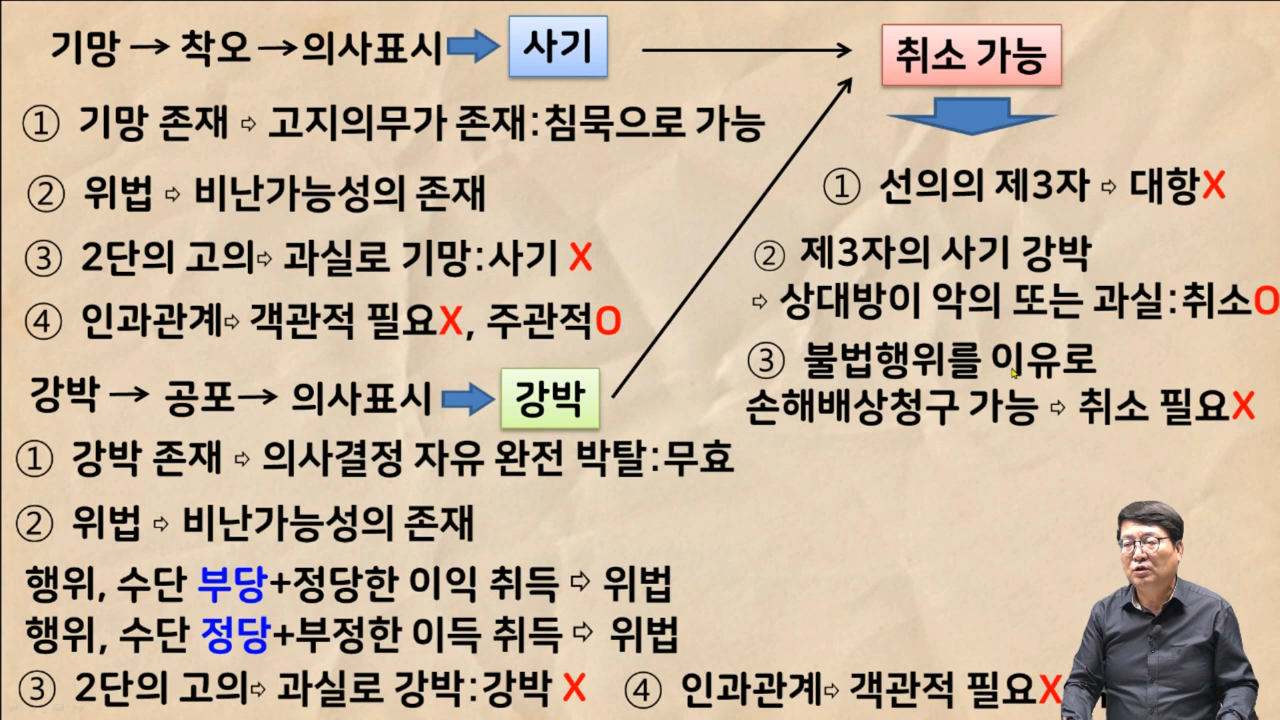 기망 → 착오 → 의사표시 ➡ 사기
① 기망 존재 ⇨ 고지의무가 존재:침묵으로 가능
② 위법 ⇨ 비난가능성의 존재
③ 2단의 고의⇨ 과실로 기망:사기 X
④ 인과관계⇨ 객관적 필요X, 주관적O
강박 → 공포→ 의사표시 ➡ 강박
① 강박 존재 ⇨ 의사결정 자유 완전 박탈:무효
② 위법 ⇨ 비난가능성의 존재
행위, 수단 부당+정당한 이익 취득 ⇨ 위법
행위, 수단 정당+부정한 이득 취득 ⇨ 위법
③ 2단의 고의⇨ 과실로 강박:강박 X
④ 인과관계⇨ 객관적 필요X
취소 가능
① 선의의 제3자 ⇨ 대항X
② 제3자의 사기 강박
⇨ 상대방이 악의 또는 과실:취소O
③ 불법행위를 이유로
손해배상청구 가능 ⇨ 취소 필요X